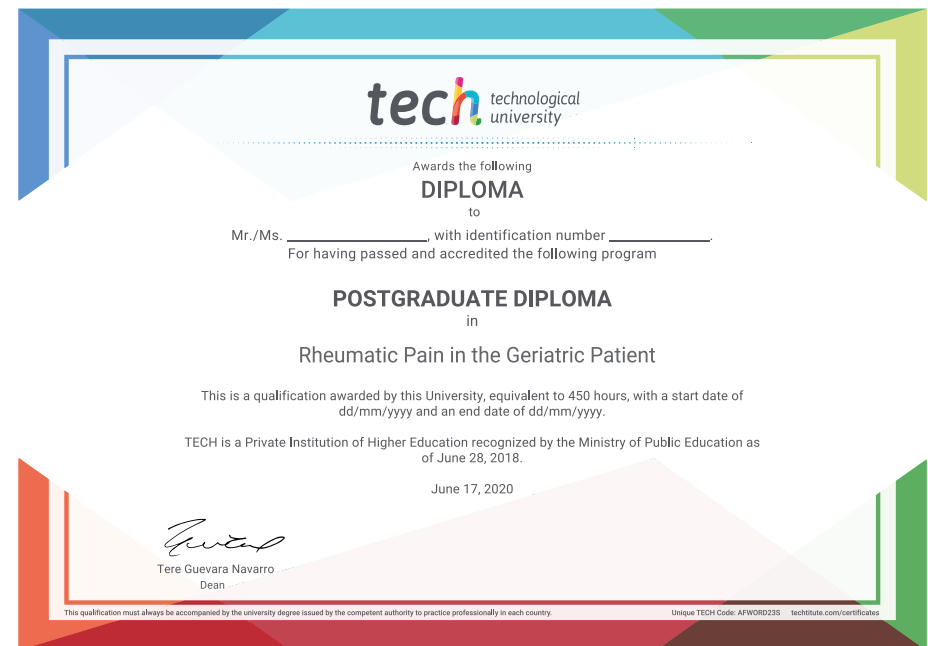 tech technological
university
Awards the following
DIPLOMA
to
Mr./Ms. ____________________, with identification number ______________.
For having passed and accredited the following program
POSTGRADUATE DIPLOMA
in
Rheumatic Pain in the Geriatric Patient
This is a qualification awarded by this University, equivalent to 450 hours, with a start date of
dd/mm/yyyy and an end date of dd/mm/yyyy.
TECH is a Private Institution of Higher Education recognized by the Ministry of Public Education as
of June 28, 2018.
June 17, 2020
Tere Guevara Navarro
Dean
This qualification must always be accompanied by the university degree issued by the competent authority to practice professionally in each country.
Unique TECH Code: AFWORD23S techtitute.com/certificates